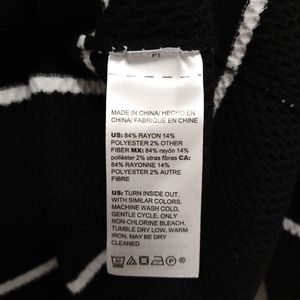 MADE IN CHINA/ HECHO EN
CHINA/ FABRIQUÉ EN CHINE
US: 84% RAYON 14%
POLYESTER 2% OTHER
FIBER MX: 84% rayón 14%
poliéster 2% otras fibras CA:
84% RAYONNE 14%
POLYESTER 2% AUTRE
FIBRE
US: TURN INSIDE OUT.
WITH SIMILAR COLORS.
MACHINE WASH COLD,
GENTLE CYCLE. ONLY
NON-CHLORINE BLEACH.
TUMBLE DRY LOW. WARM
IRON. MAY BE DRY
CLEANED